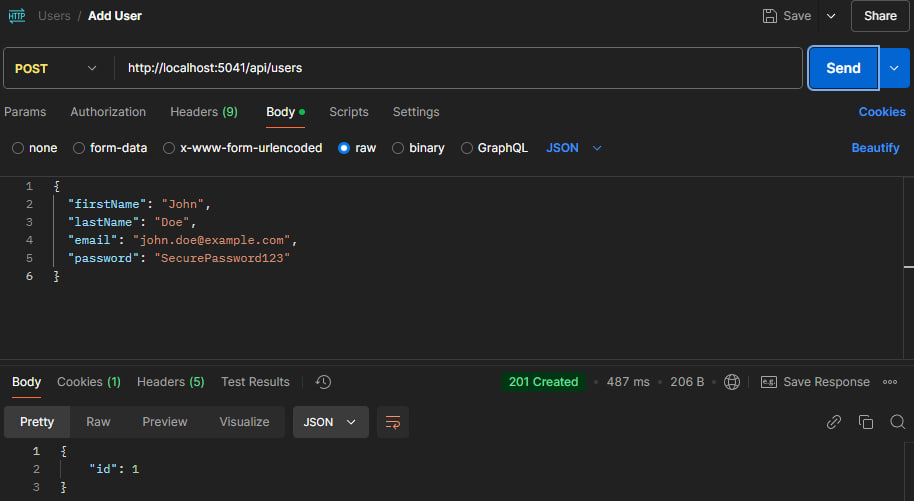 HTTP Users / Add User Save Share
POST http://localhost:5041/api/users Send
Params Authorization Headers (9) Body Scripts Settings Cookies
none form-data x-www-form-urlencoded raw binary GraphQL JSON Beautify
1 {
2 "firstName": "John",
3 "lastName": "Doe",
4 "email": "john.doe@example.com",
5 "password": "SecurePassword123"
6 }
Body Cookies (1) Headers (5) Test Results 201 Created • 487 ms • 206 B • e.g. Save Response
Pretty Raw Preview Visualize JSON
1 {
2 "id": 1
3 }